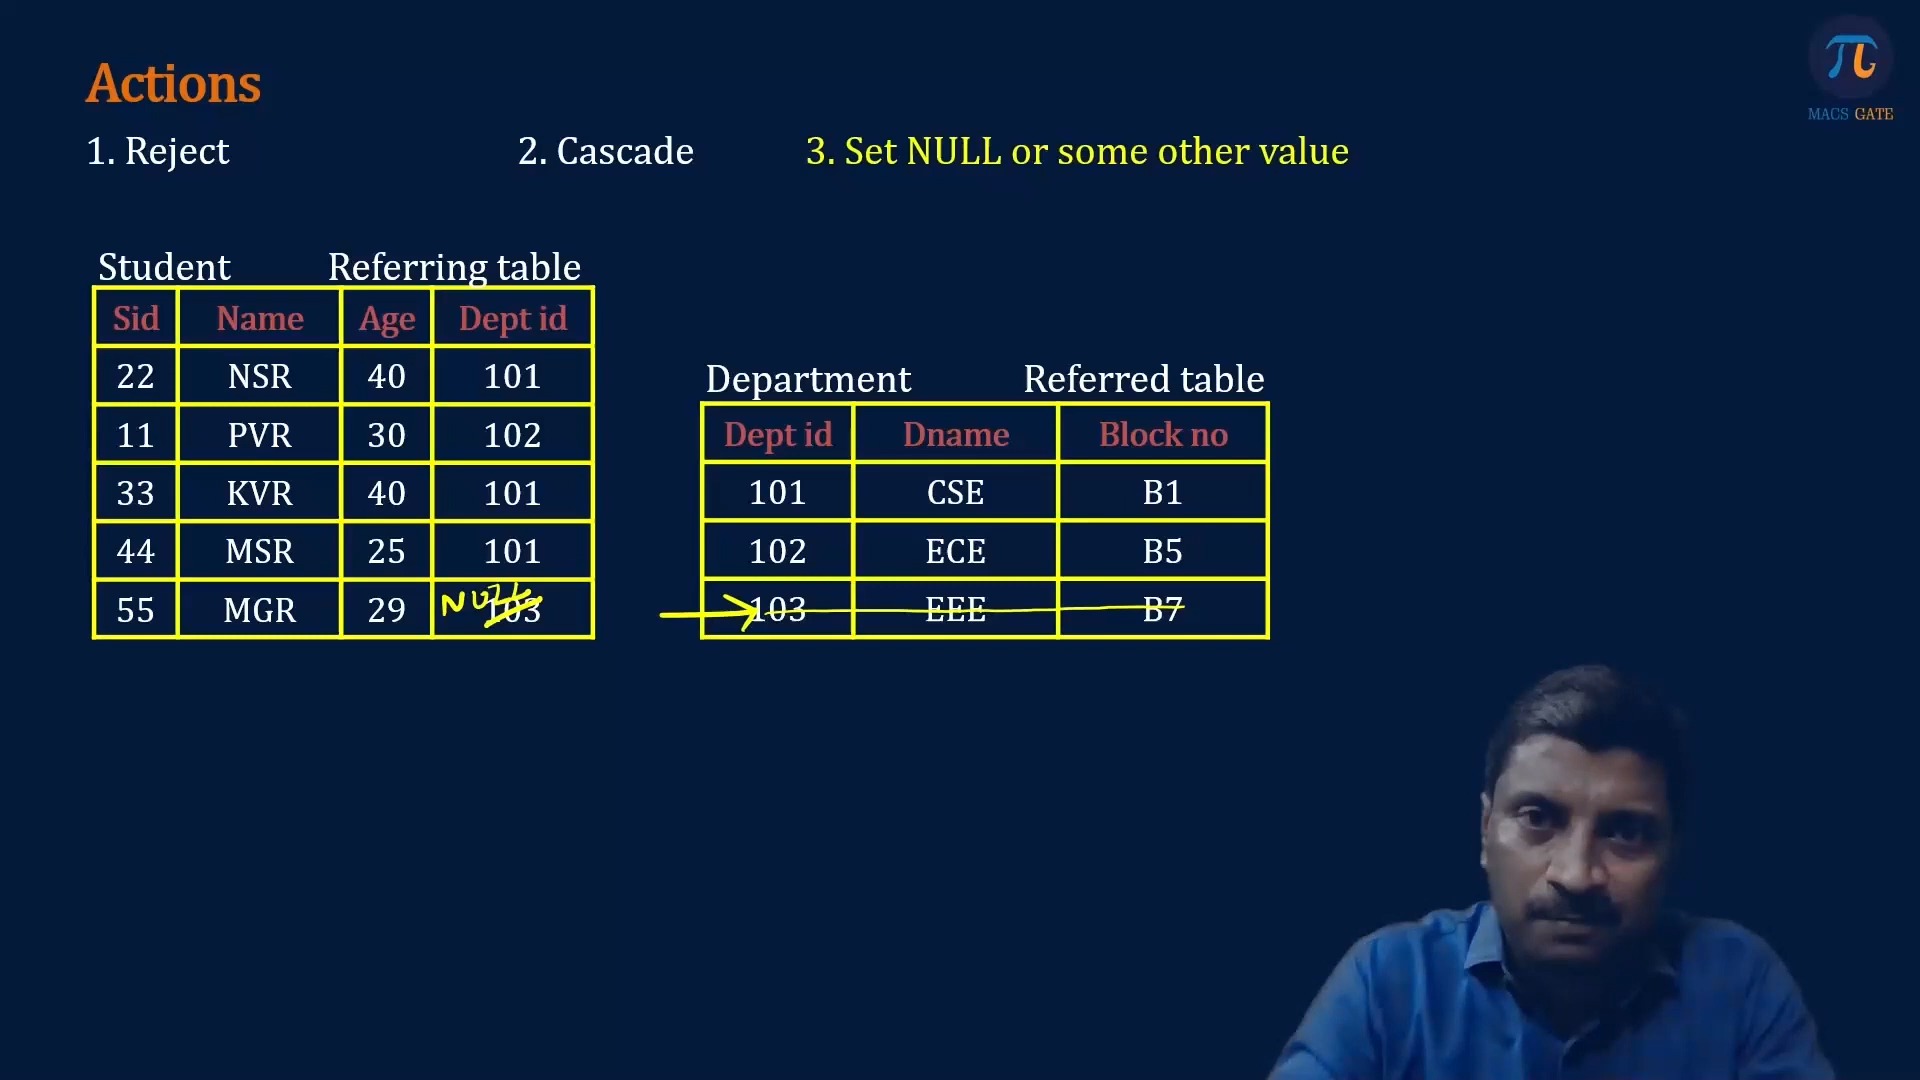 Actions
MACS GATE
1. Reject 2. Cascade 3. Set NULL or some other value
Student Referring table
Sid Name Age Dept id
22 NSR 40 101
11 PVR 30 102
33 KVR 40 101
44 MSR 25 101
55 MGR 29 NULL 103
Department Referred table
Dept id Dname Block no
101 CSE B1
102 ECE B5
103 EEE B7